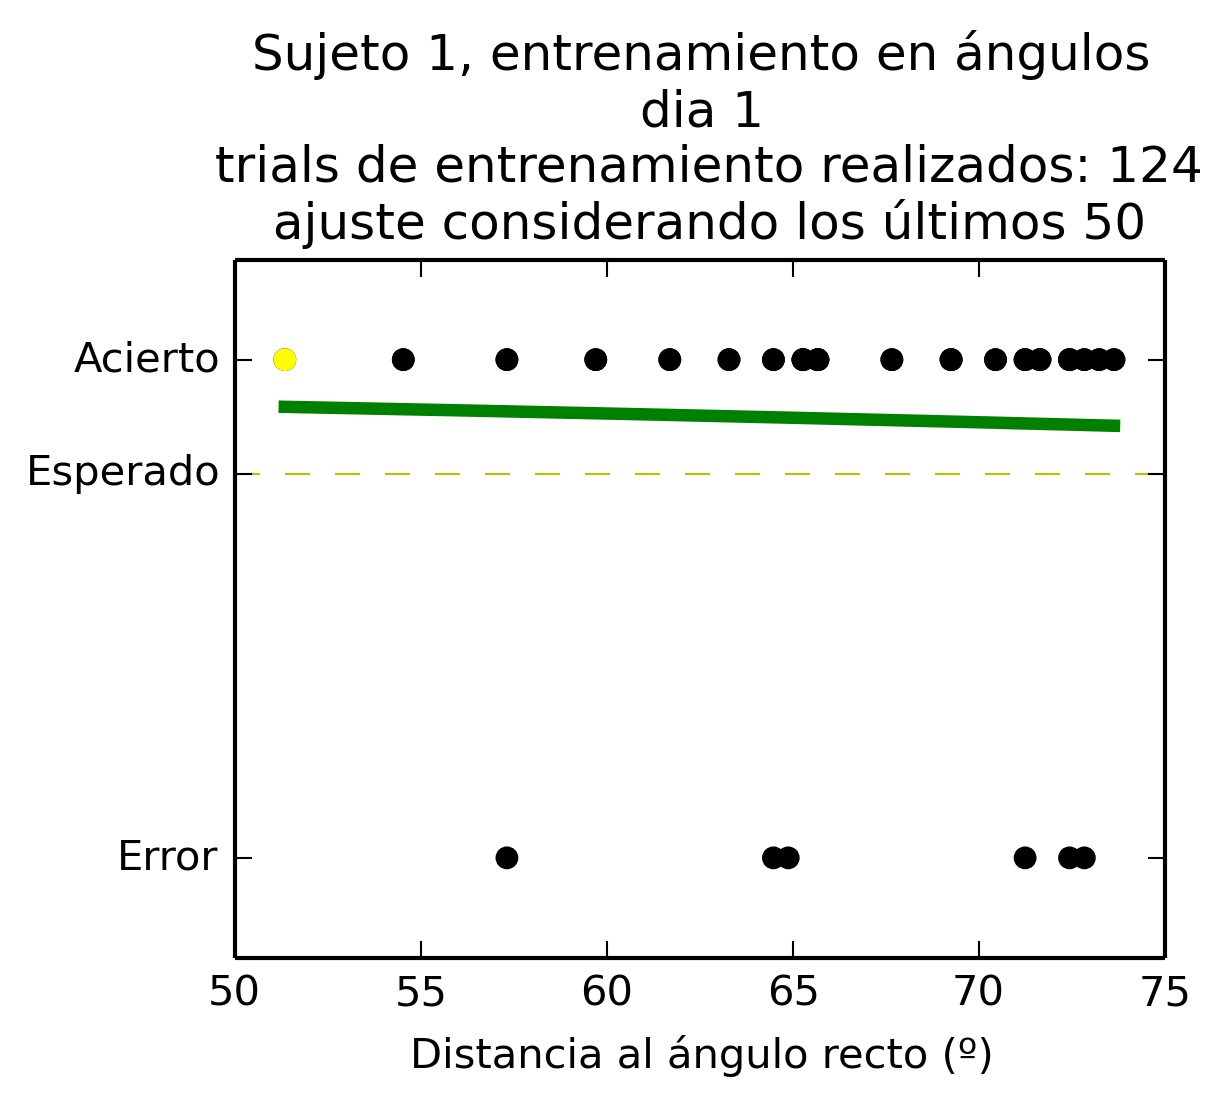 Sujeto 1, entrenamiento en ángulos
dia 1
trials de entrenamiento realizados: 124
ajuste considerando los últimos 50
Acierto
Esperado
Error
50 55 60 65 70 75
Distancia al ángulo recto (º)